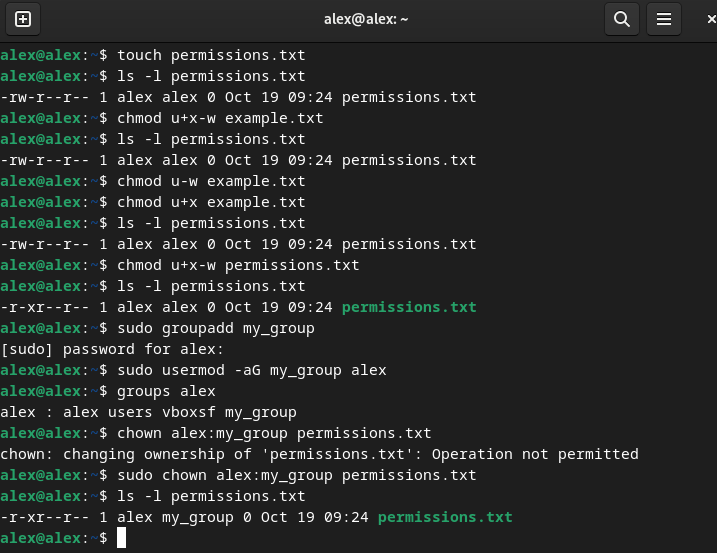 alex@alex: ~
alex@alex:~$ touch permissions.txt
alex@alex:~$ ls -l permissions.txt
-rw-r--r-- 1 alex alex 0 Oct 19 09:24 permissions.txt
alex@alex:~$ chmod u+x-w example.txt
alex@alex:~$ ls -l permissions.txt
-rw-r--r-- 1 alex alex 0 Oct 19 09:24 permissions.txt
alex@alex:~$ chmod u-w example.txt
alex@alex:~$ chmod u+x example.txt
alex@alex:~$ ls -l permissions.txt
-rw-r--r-- 1 alex alex 0 Oct 19 09:24 permissions.txt
alex@alex:~$ chmod u+x-w permissions.txt
alex@alex:~$ ls -l permissions.txt
-r-xr--r-- 1 alex alex 0 Oct 19 09:24 permissions.txt
alex@alex:~$ sudo groupadd my_group
[sudo] password for alex:
alex@alex:~$ sudo usermod -aG my_group alex
alex@alex:~$ groups alex
alex : alex users vboxsf my_group
alex@alex:~$ chown alex:my_group permissions.txt
chown: changing ownership of 'permissions.txt': Operation not permitted
alex@alex:~$ sudo chown alex:my_group permissions.txt
alex@alex:~$ ls -l permissions.txt
-r-xr--r-- 1 alex my_group 0 Oct 19 09:24 permissions.txt
alex@alex:~$